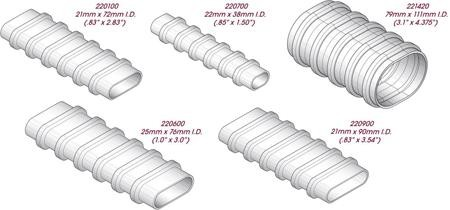 220100
21mm x 72mm I.D.
(.83" x 2.83")
220700
22mm x 38mm I.D.
(.85" x 1.50")
221420
79mm x 111mm I.D.
(3.1" x 4.375")
220600
25mm x 76mm I.D.
(1.0" x 3.0")
220900
21mm x 90mm I.D.
(.83" x 3.54")